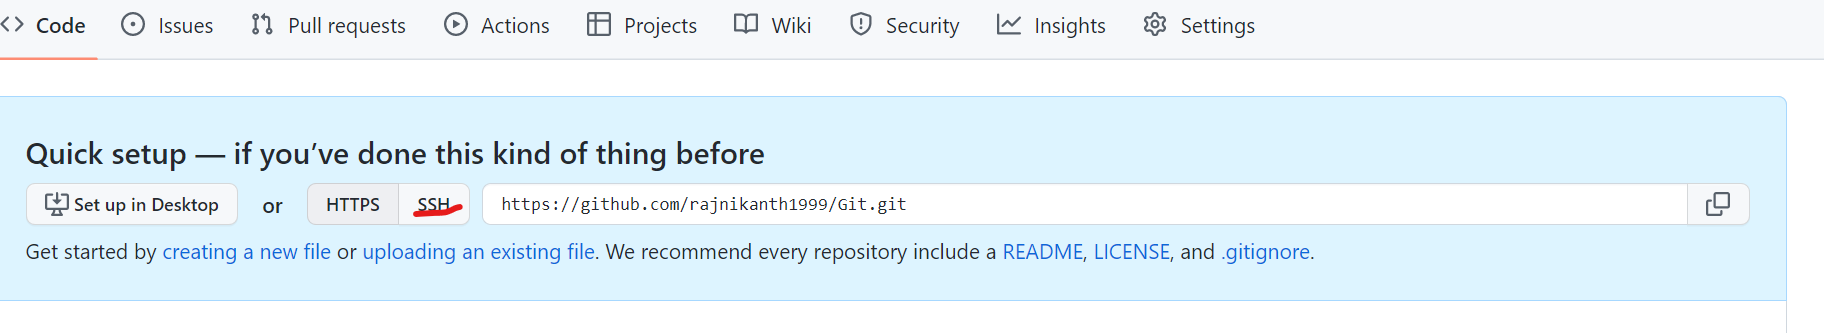 Code Issues Pull requests Actions Projects Wiki Security Insights Settings
Quick setup — if you’ve done this kind of thing before
Set up in Desktop or HTTPS SSH https://github.com/rajnikanth1999/Git.git
Get started by creating a new file or uploading an existing file. We recommend every repository include a README, LICENSE, and .gitignore.